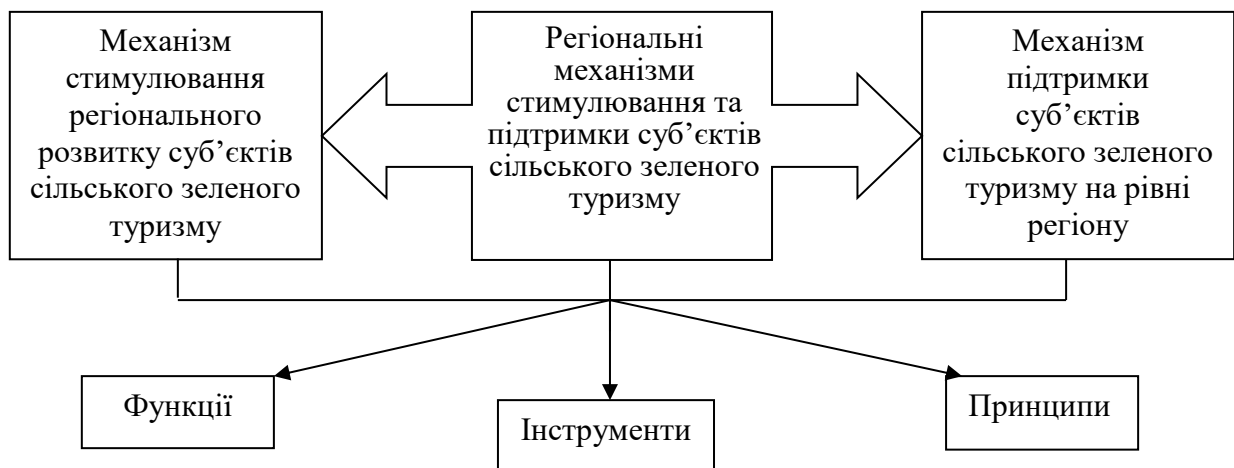 Механізм
стимулювання
регіонального
розвитку суб’єктів
сільського зеленого
туризму
Регіональні
механізми
стимулювання та
підтримки суб’єктів
сільського зеленого
туризму
Механізм
підтримки
суб’єктів
сільського зеленого
туризму на рівні
регіону
Функції
Інструменти
Принципи